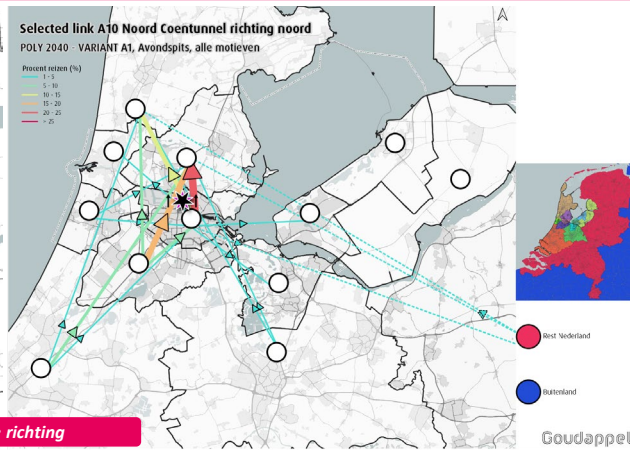 Selected link A10 Noord Coentunnel richting noord
POLY 2040 - VARIANT A1, Avondspits, alle motieven
Procent reizen (%)
1 - 5
5 - 10
10 - 15
15 - 20
20 - 25
> 25
Rest Nederland
Buitenland
richting
Goudappel